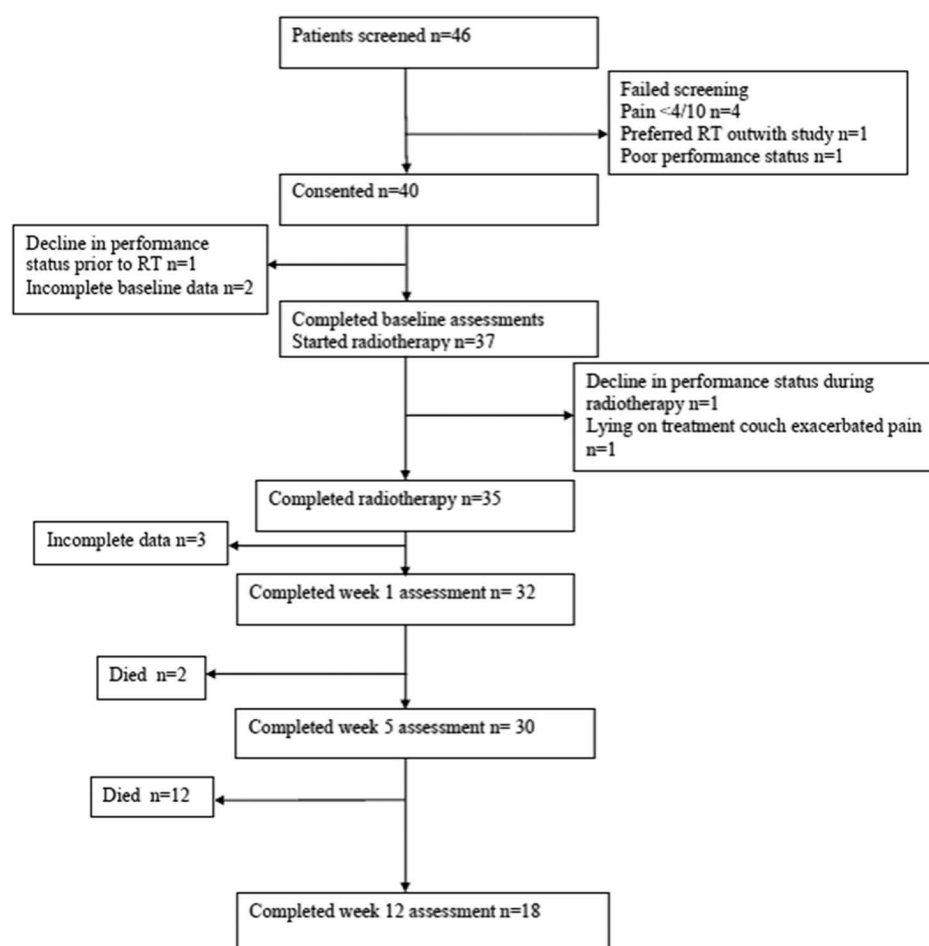 Patients screened n=46
Failed screening
Pain <4/10 n=4
Preferred RT outwith study n=1
Poor performance status n=1
Consented n=40
Decline in performance
status prior to RT n=1
Incomplete baseline data n=2
Completed baseline assessments
Started radiotherapy n=37
Decline in performance status during
radiotherapy n=1
Lying on treatment couch exacerbated pain
n=1
Completed radiotherapy n=35
Incomplete data n=3
Completed week 1 assessment n= 32
Died n=2
Completed week 5 assessment n= 30
Died n=12
Completed week 12 assessment n=18